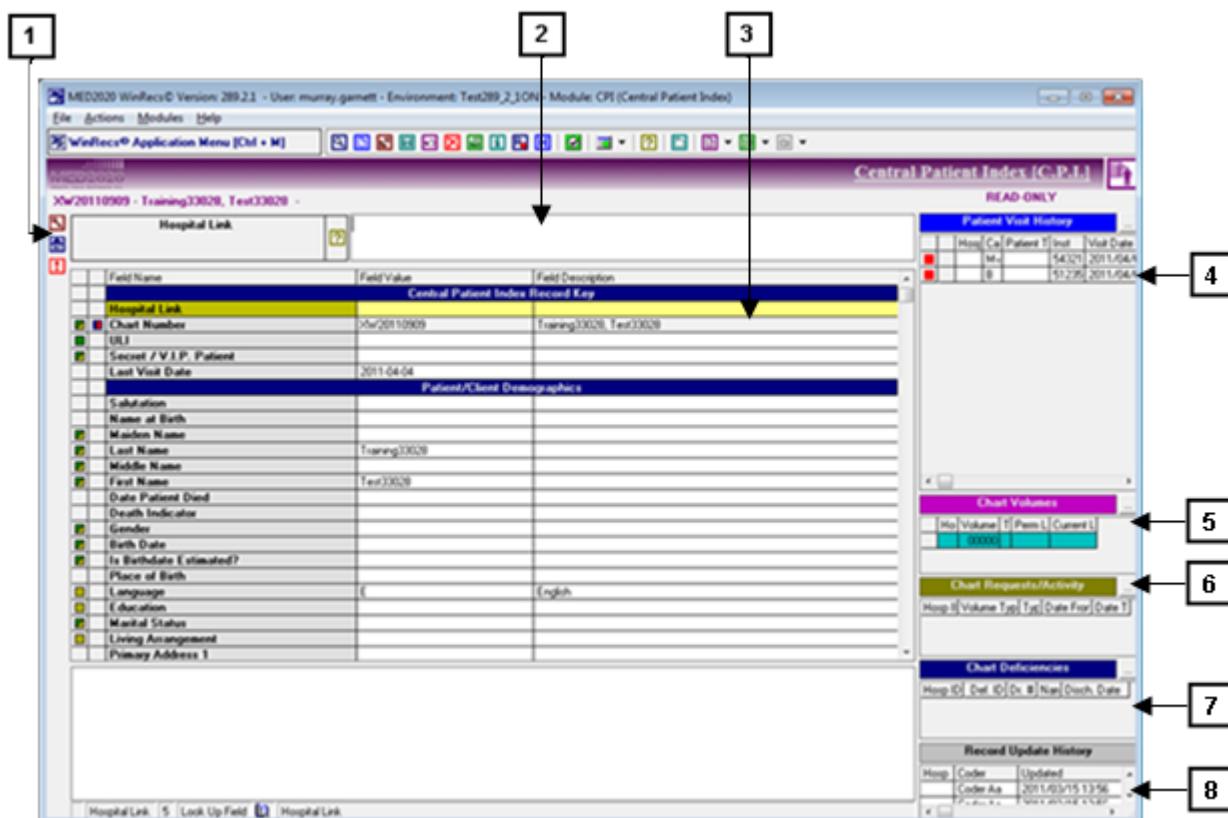 1
2
3
MED2020 WinRecs© Version: 289.2.1 - User: murray.garnett - Environment: Test289_2_1ON - Module: CPI (Central Patient Index)
File Actions Modules Help
WinRecs© Application Menu [Ctrl + M]
MED2020
Central Patient Index [C.P.I.]
XW20110909 - Training33028, Test33028 -
READ-ONLY
Hospital Link
Patient Visit History
Hosp Ca Patient T Inst Visit Date
M 54321 2011/04/
B 51235 2011/04/
4
Field Name Field Value Field Description
Central Patient Index Record Key
Hospital Link
Chart Number XW20110909 Training33028, Test33028
ULI
Secret / V.I.P. Patient
Last Visit Date 2011-04-04
Patient/Client Demographics
Salutation
Name at Birth
Maiden Name
Last Name Training33028
Middle Name
First Name Test33028
Date Patient Died
Death Indicator
Gender
Birth Date
Is Birthdate Estimated?
Place of Birth
Language E English
Education
Marital Status
Living Arrangement
Primary Address 1
Chart Volumes
Ho Volume T Perm L Current L
00000
5
Chart Requests/Activity
Hosp II Volume Typ Typ Date Fror Date T
6
Chart Deficiencies
Hosp ID Def. ID Dr. # Nar Disch. Date
7
Record Update History
Hosp Coder Updated
Coder Aa 2011/03/15 13:56
8
Hospital Link 5 Look Up Field Hospital Link